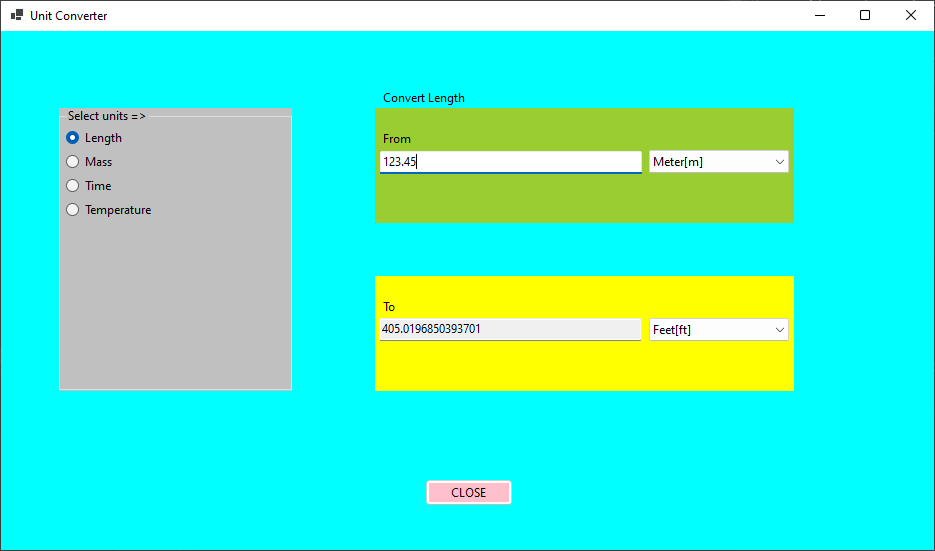 Unit Converter
Select units =>
Length
Mass
Time
Temperature
Convert Length
From
123.45
Meter[m]
To
405.0196850393701
Feet[ft]
CLOSE